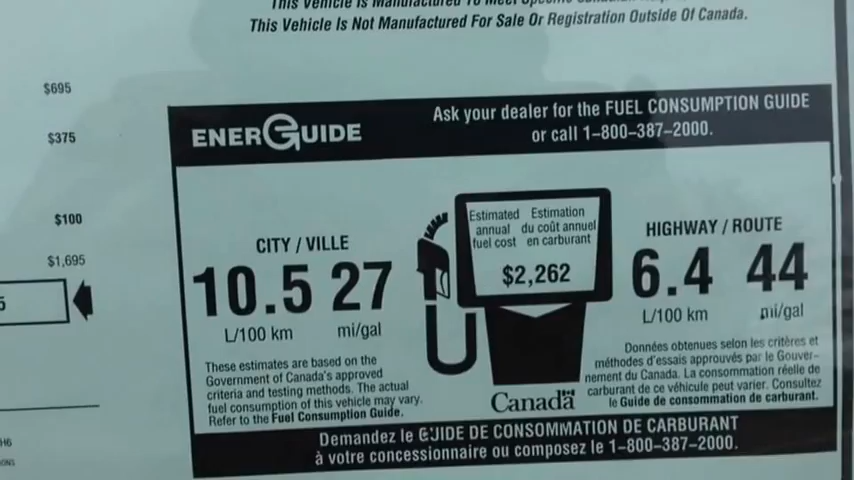 This Vehicle Is Manufactured To Meet
This Vehicle Is Not Manufactured For Sale Or Registration Outside Of Canada.
$695
$375
$100
$1,695
5
ENERGUIDE
Ask your dealer for the FUEL CONSUMPTION GUIDE
or call 1-800-387-2000.
CITY / VILLE
10.5 27
L/100 km mi/gal
These estimates are based on the
Government of Canada's approved
criteria and testing methods. The actual
fuel consumption of this vehicle may vary.
Refer to the Fuel Consumption Guide.
Estimated Estimation
annual du coût annuel
fuel cost en carburant
$2,262
Canada
HIGHWAY / ROUTE
6.4 44
L/100 km mi/gal
Données obtenues selon les critères et
méthodes d'essais approuvés par le Gouver-
nement du Canada. La consommation réelle de
carburant de ce véhicule peut varier. Consultez
le Guide de consommation de carburant.
Demandez le GUIDE DE CONSOMMATION DE CARBURANT
à votre concessionnaire ou composez le 1-800-387-2000.